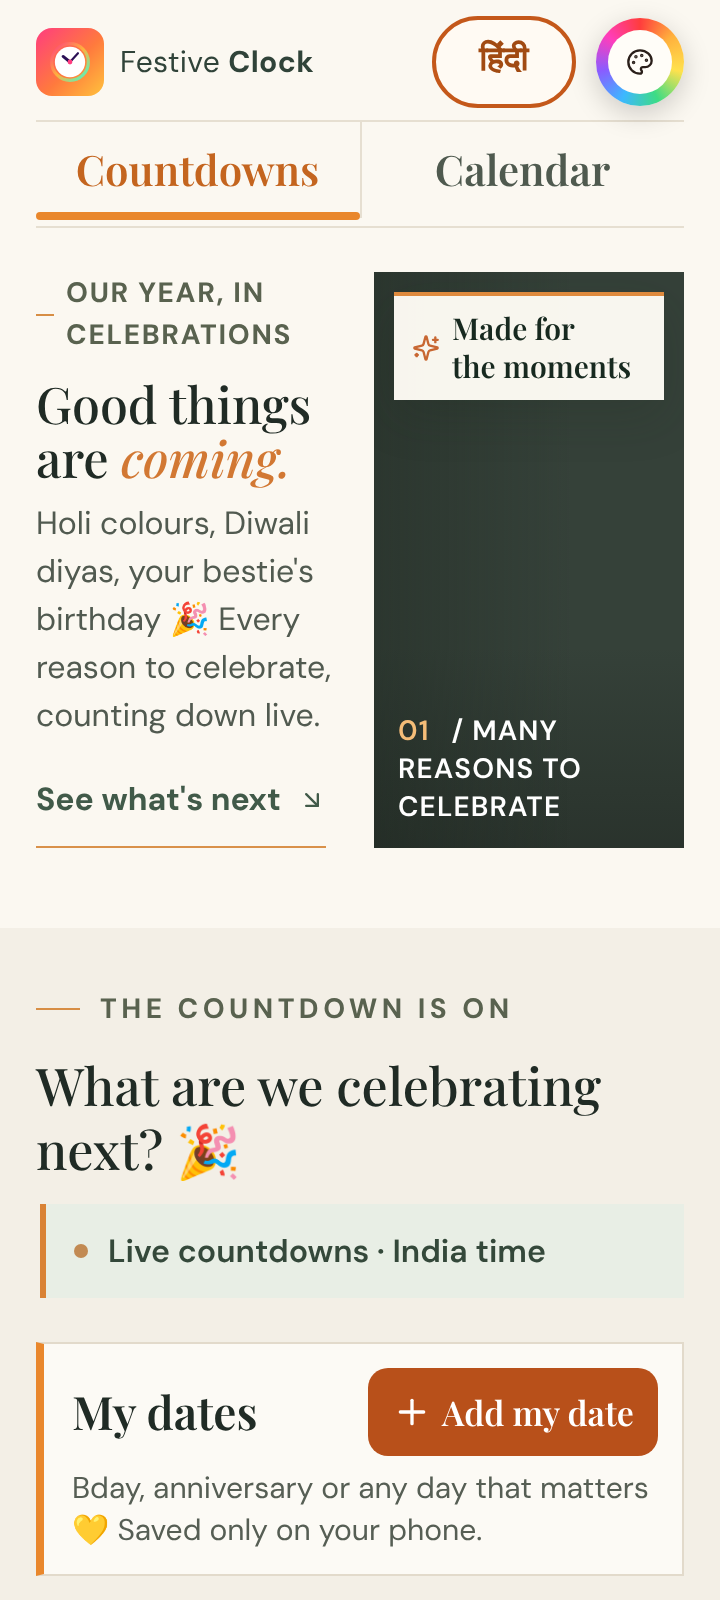 Festive Clock
हिंदी
Countdowns
Calendar
OUR YEAR, IN
CELEBRATIONS
Good things
are coming.
Holi colours, Diwali
diyas, your bestie's
birthday 🎉 Every
reason to celebrate,
counting down live.
See what's next
Made for
the moments
01 / MANY
REASONS TO
CELEBRATE
THE COUNTDOWN IS ON
What are we celebrating
next? 🎉
Live countdowns · India time
My dates
+ Add my date
Bday, anniversary or any day that matters
💛 Saved only on your phone.